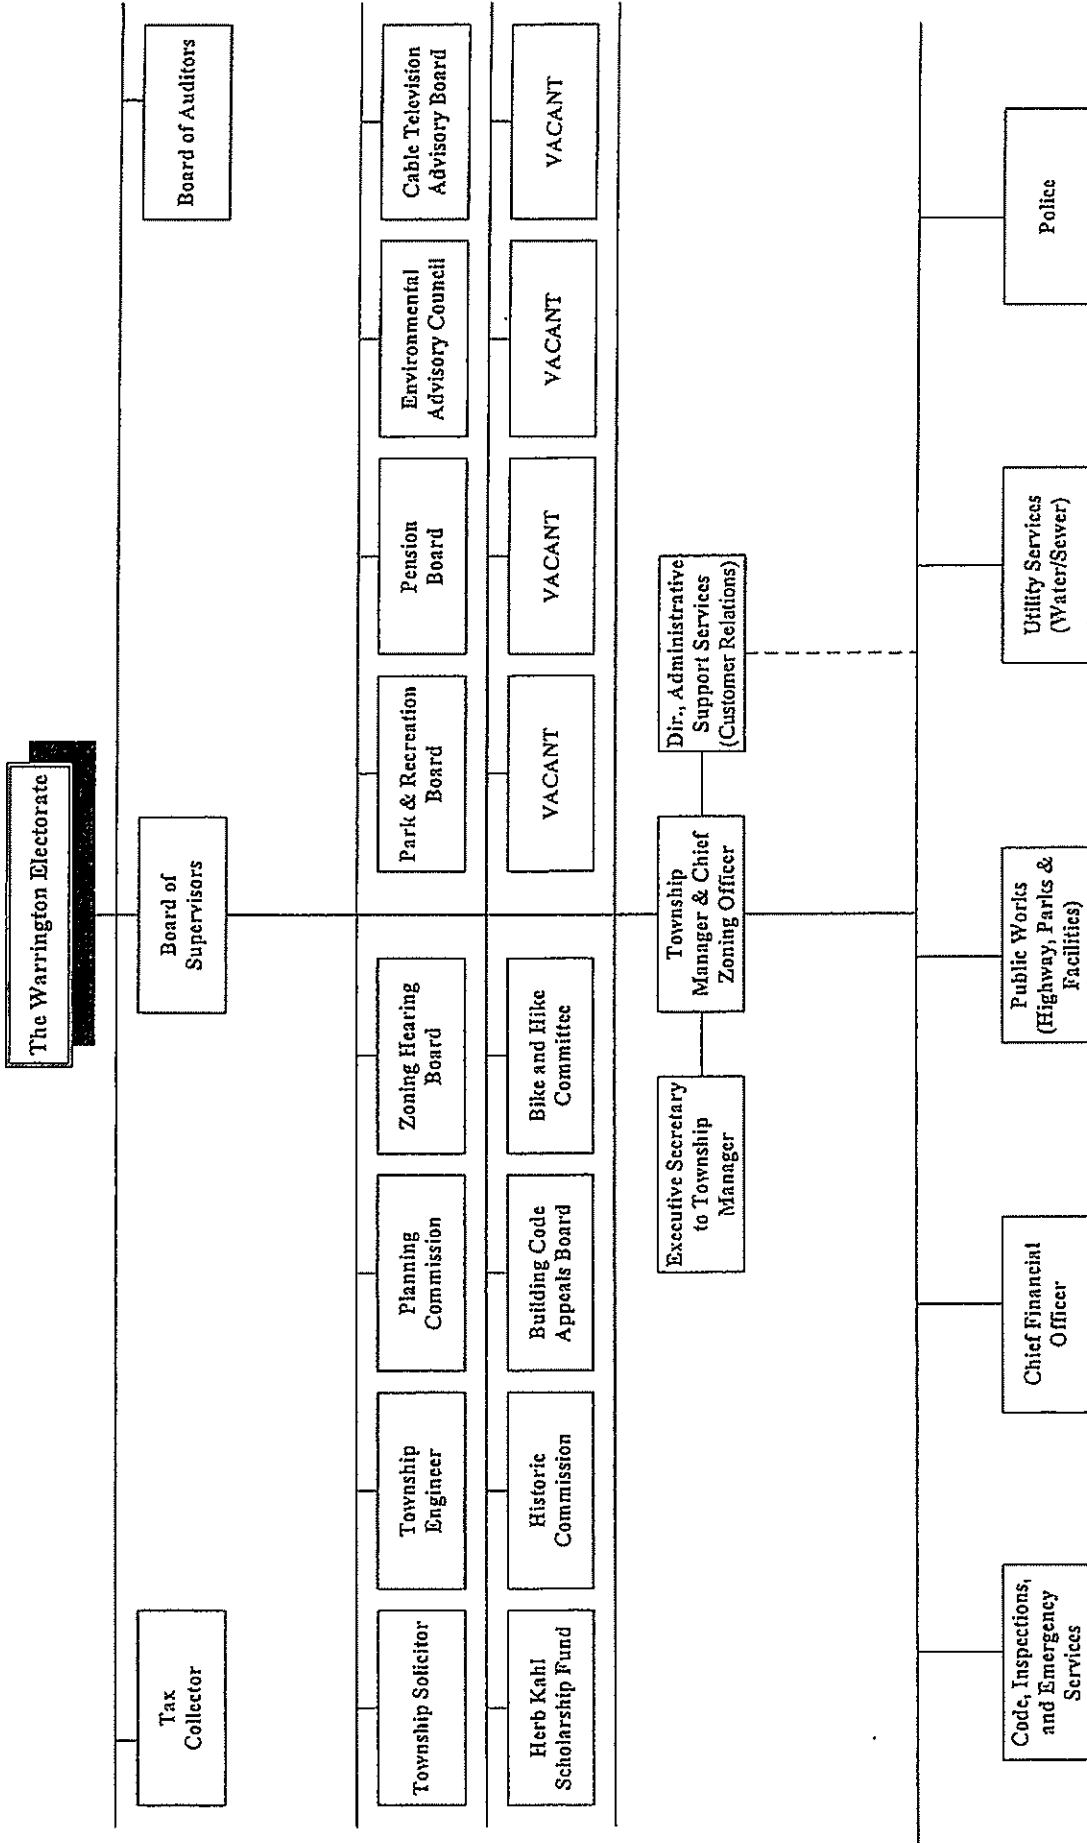 The Warrington Electorate
Tax
Collector
Board of
Supervisors
Board of Auditors
Township Solicitor
Township
Engineer
Planning
Commission
Zoning Hearing
Board
Park & Recreation
Board
Pension
Board
Environmental
Advisory Council
Cable Television
Advisory Board
Herb Kahl
Scholarship Fund
Historic
Commission
Building Code
Appeals Board
Bike and Hike
Committee
VACANT
VACANT
VACANT
VACANT
Executive Secretary
to Township
Manager
Township
Manager & Chief
Zoning Officer
Dir., Administrative
Support Services
(Customer Relations)
Code, Inspections,
and Emergency
Services
Chief Financial
Officer
Public Works
(Highway, Parks &
Facilities)
Utility Services
(Water/Sewer)
Police